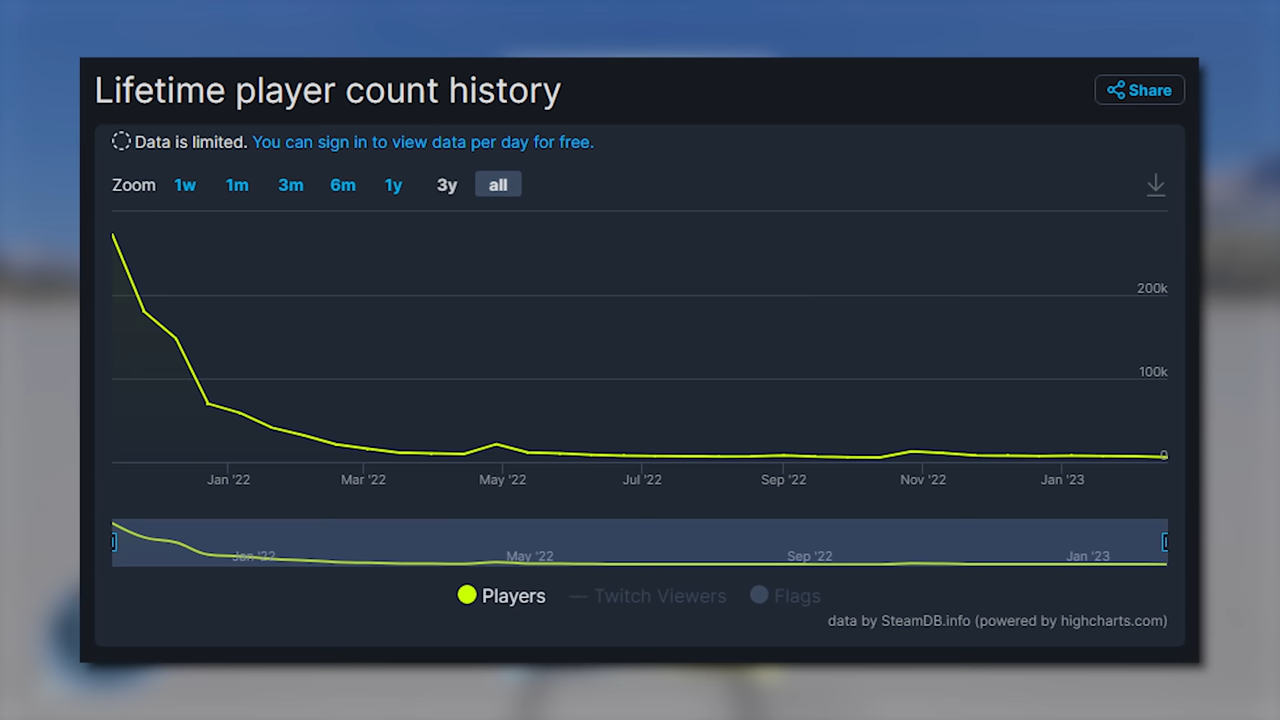 Lifetime player count history
Share
Data is limited. You can sign in to view data per day for free.
Zoom 1w 1m 3m 6m 1y 3y all
200k
100k
0
Jan '22 Mar '22 May '22 Jul '22 Sep '22 Nov '22 Jan '23
Jan '22 May '22 Sep '22 Jan '23
Players Twitch Viewers Flags
data by SteamDB.info (powered by highcharts.com)